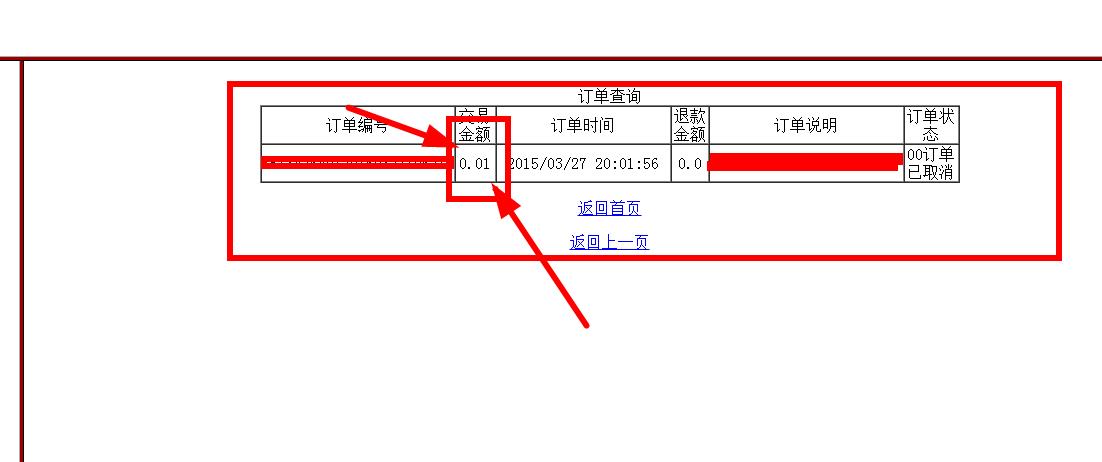 订单查询
订单编号
交易
金额
订单时间
退款
金额
订单说明
订单状
态
0.01
2015/03/27 20:01:56
0.0
00订单
已取消
返回首页
返回上一页